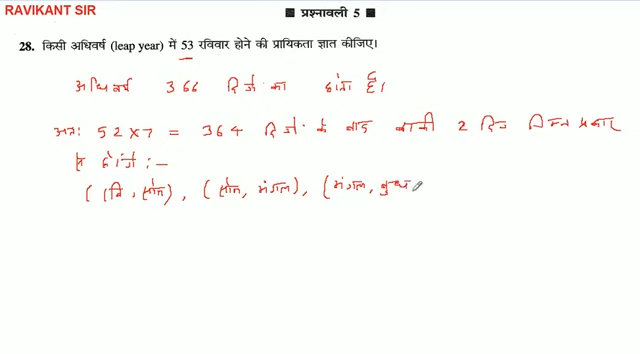 RAVIKANT SIR
■ प्रश्नावली 5 ■
28. किसी अधिवर्ष (leap year) में 53 रविवार होने की प्रायिकता ज्ञात कीजिए।
अधिवर्ष 366 दिनों का होता है।
अतः 52 x 7 = 364 दिनों के बाद बाकी 2 दिन निम्न प्रकार
से होंगे :-
(रवि, सोम), (सोम, मंगल), (मंगल, बुध